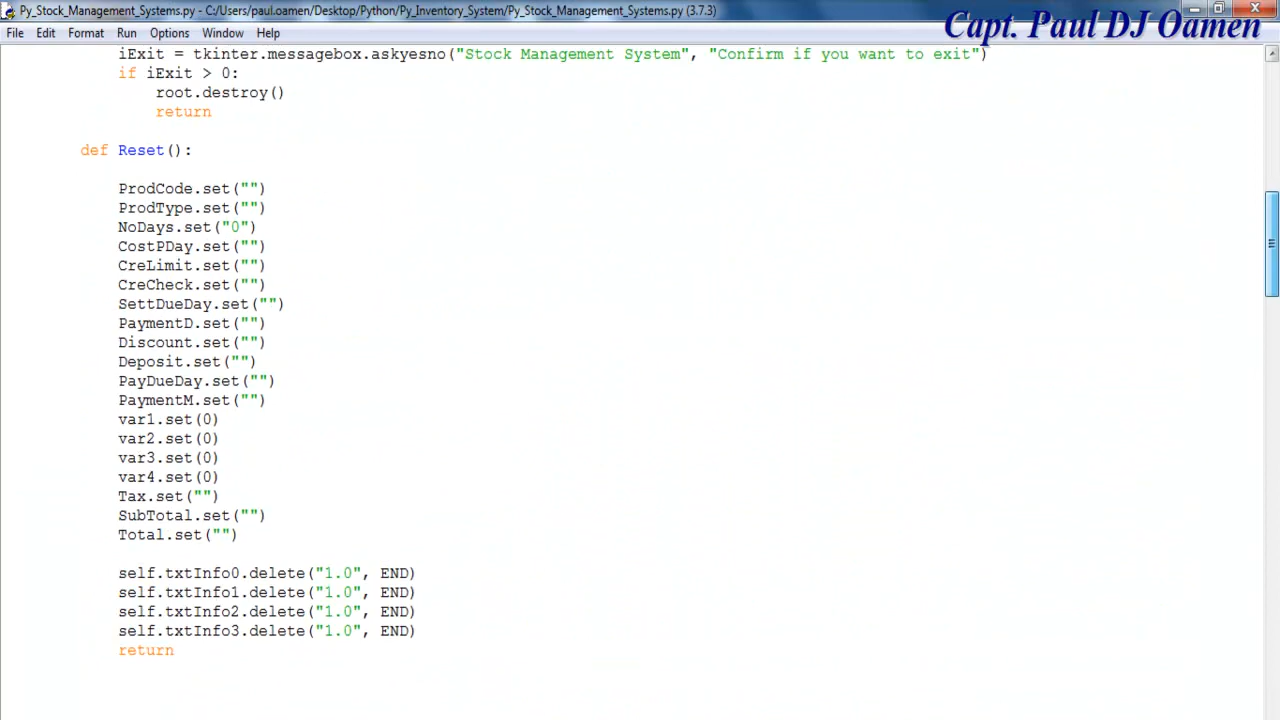 Py_Stock_Management_Systems.py - C:/Users/paul.oamen/Desktop/Python/Py_Inventory_System/Py_Stock_Management_Systems.py (3.7.3)
Capt. Paul DJ Oamen
File Edit Format Run Options Window Help
iExit = tkinter.messagebox.askyesno("Stock Management System", "Confirm if you want to exit")
if iExit > 0:
root.destroy()
return
def Reset():
ProdCode.set("")
ProdType.set("")
NoDays.set("0")
CostPDay.set("")
CreLimit.set("")
CreCheck.set("")
SettDueDay.set("")
PaymentD.set("")
Discount.set("")
Deposit.set("")
PayDueDay.set("")
PaymentM.set("")
var1.set(0)
var2.set(0)
var3.set(0)
var4.set(0)
Tax.set("")
SubTotal.set("")
Total.set("")
self.txtInfo0.delete("1.0", END)
self.txtInfo1.delete("1.0", END)
self.txtInfo2.delete("1.0", END)
self.txtInfo3.delete("1.0", END)
return